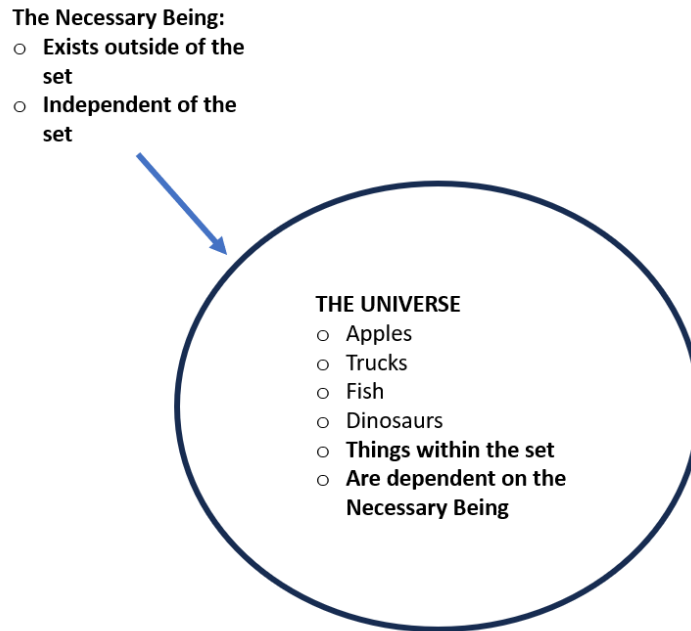 The Necessary Being:
○ Exists outside of the
set
○ Independent of the
set
THE UNIVERSE
○ Apples
○ Trucks
○ Fish
○ Dinosaurs
○ Things within the set
○ Are dependent on the
Necessary Being